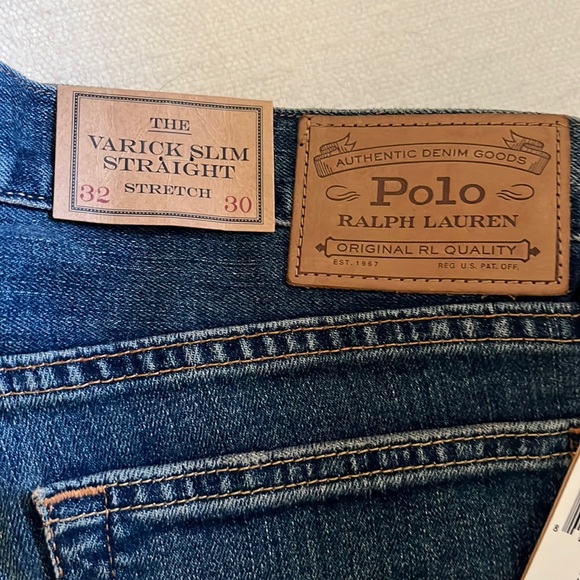 THE
VARICK SLIM
STRAIGHT
STRETCH
32 30
AUTHENTIC DENIM GOODS
Polo
RALPH LAUREN
ORIGINAL RL QUALITY
EST. 1967 REG. U.S. PAT. OFF.